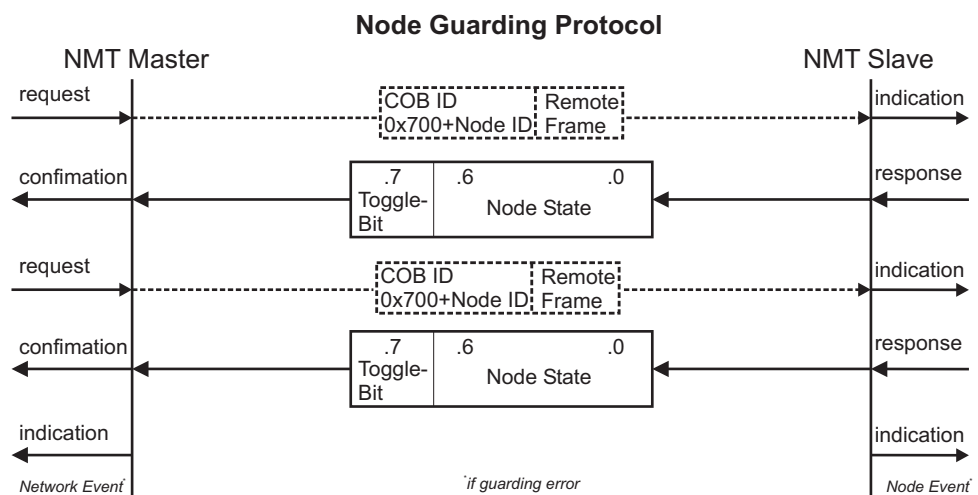 Node Guarding Protocol
NMT Master
NMT Slave
request
COB ID
0x700+Node ID
Remote
Frame
indication
confimation
.7
Toggle-
Bit
.6 .0
Node State
response
request
COB ID
0x700+Node ID
Remote
Frame
indication
confimation
.7
Toggle-
Bit
.6 .0
Node State
response
indication
indication
Network Event*
*if guarding error
Node Event*